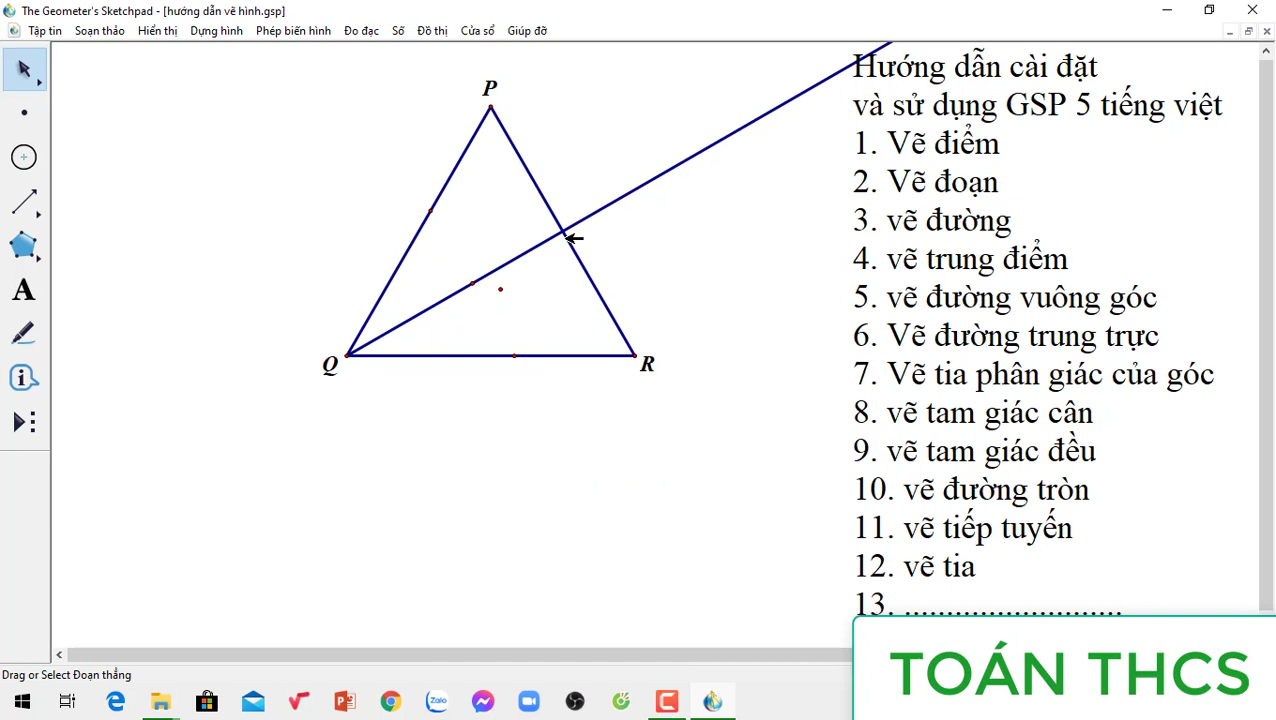 The Geometer's Sketchpad - [hướng dẫn vẽ hình.gsp]
Tập tin Soạn thảo Hiển thị Dựng hình Phép biến hình Đo đạc Số Đồ thị Cửa sổ Giúp đỡ
P
Q
R
A
Hướng dẫn cài đặt
và sử dụng GSP 5 tiếng việt
1. Vẽ điểm
2. Vẽ đoạn
3. vẽ đường
4. vẽ trung điểm
5. vẽ đường vuông góc
6. Vẽ đường trung trực
7. Vẽ tia phân giác của góc
8. vẽ tam giác cân
9. vẽ tam giác đều
10. vẽ đường tròn
11. vẽ tiếp tuyến
12. vẽ tia
13. ..........................
TOÁN THCS
Drag or Select Đoạn thẳng
Zalo